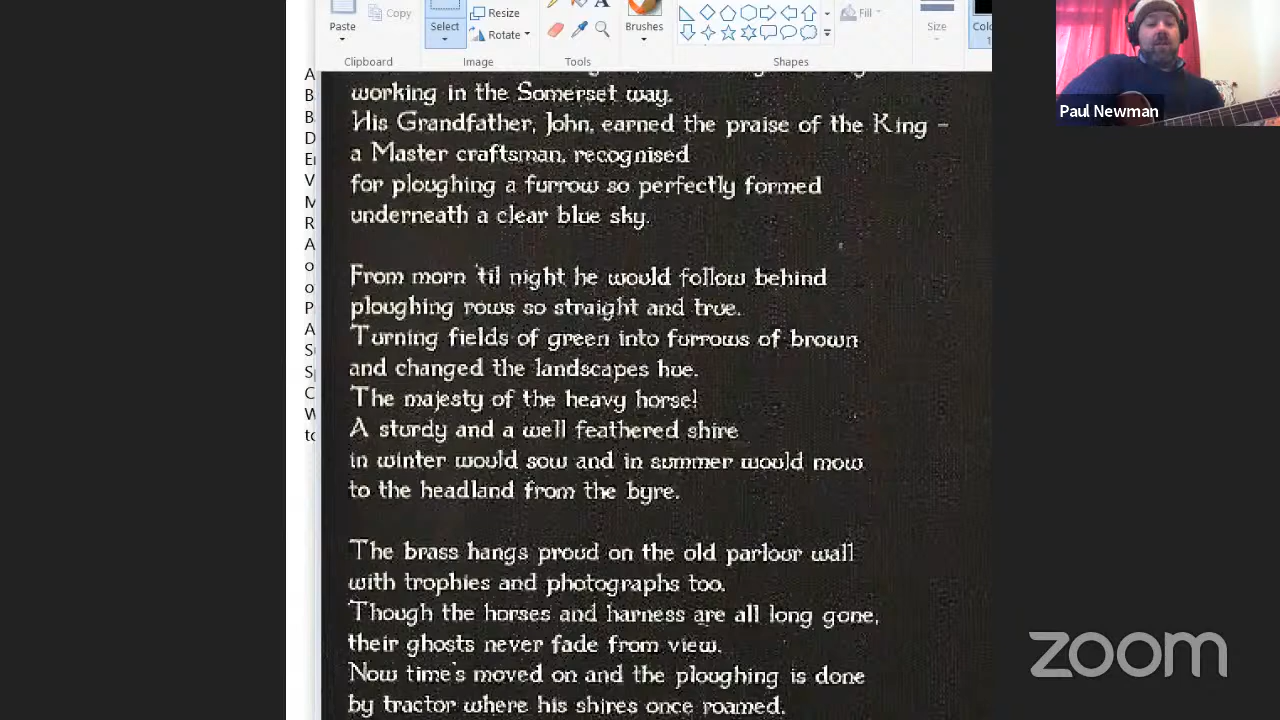 Paste
Copy
Clipboard
Select
Resize
Rotate
Image
Tools
Brushes
Shapes
Fill
Size
Paul Newman
working in the Somerset way.
His Grandfather, John, earned the praise of the King –
a Master craftsman, recognised
for ploughing a furrow so perfectly formed
underneath a clear blue sky.
From morn 'til night he would follow behind
ploughing rows so straight and true.
Turning fields of green into furrows of brown
and changed the landscapes hue.
The majesty of the heavy horse!
A sturdy and a well feathered shire
in winter would sow and in summer would mow
to the headland from the byre.
The brass hangs proud on the old parlour wall
with trophies and photographs too.
Though the horses and harness are all long gone,
their ghosts never fade from view.
Now time's moved on and the ploughing is done
by tractor where his shires once roamed.
zoom